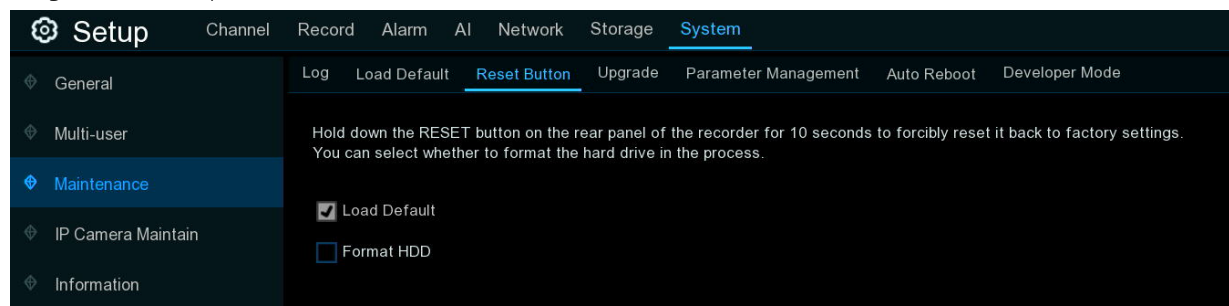 Setup Channel Record Alarm AI Network Storage System
General
Multi-user
Maintenance
IP Camera Maintain
Information
Log Load Default Reset Button Upgrade Parameter Management Auto Reboot Developer Mode
Hold down the RESET button on the rear panel of the recorder for 10 seconds to forcibly reset it back to factory settings.
You can select whether to format the hard drive in the process.
Load Default
Format HDD